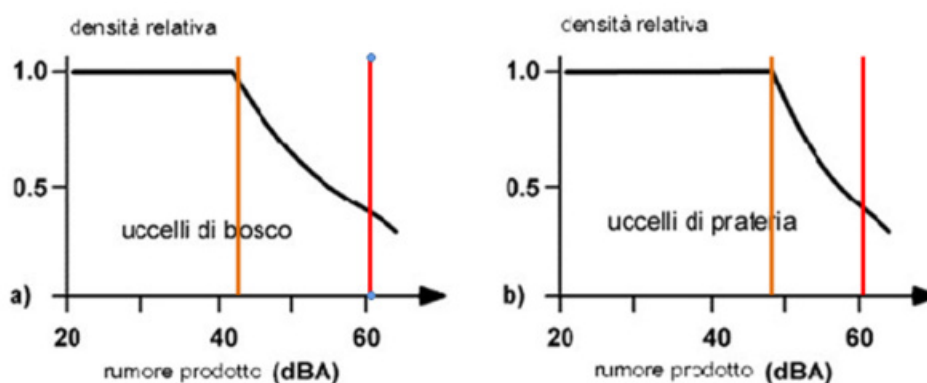 densità relativa
1.0
0.5
uccelli di bosco
a)
20
40
60
rumore prodotto (dBA)
densità relativa
1.0
0.5
uccelli di prateria
b)
20
40
60
rumore prodotto (dBA)